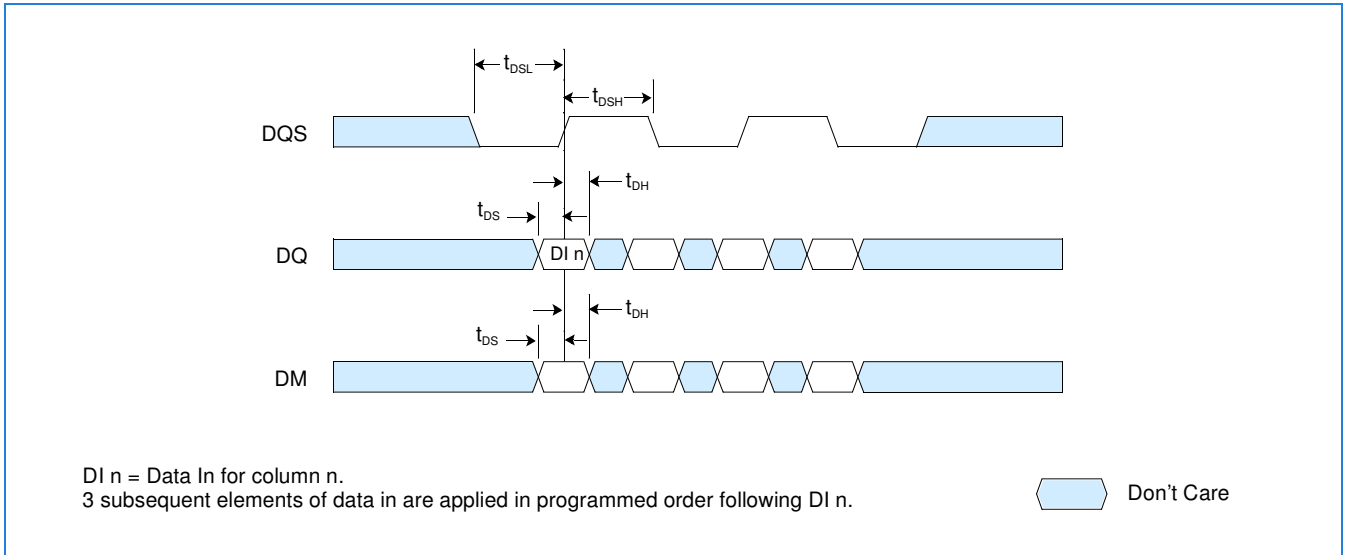 tDSL
tDSH
DQS
tDH
tDS
DQ
DI n
tDH
tDS
DM
DI n = Data In for column n.
3 subsequent elements of data in are applied in programmed order following DI n.
Don't Care